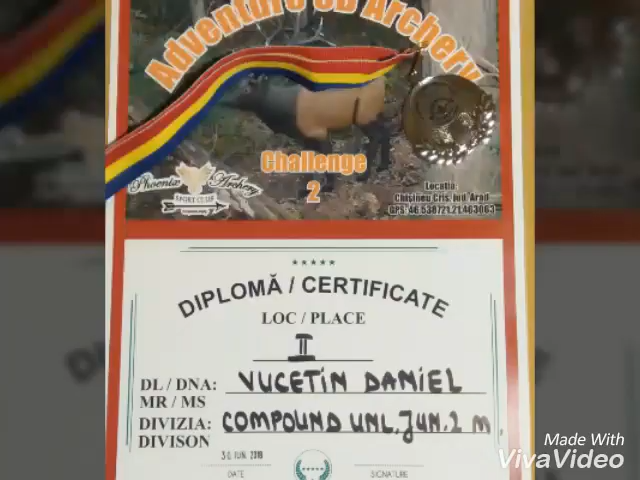 Adventure 3D Archery
Challenge
2
Phoenix Archery
SPORT CLUB
Locatia:
Chisineu Cris, Jud. Arad
GPS: 46.538721,21.463063
DIPLOMĂ / CERTIFICATE
LOC / PLACE
II
DL / DNA: VUCETIN DANIEL
MR / MS
DIVIZIA: COMPOUND UNL. JUN. 2 M,
DIVISON
30 IUN. 2018
DATE
SIGNATURE
Made With
VivaVideo